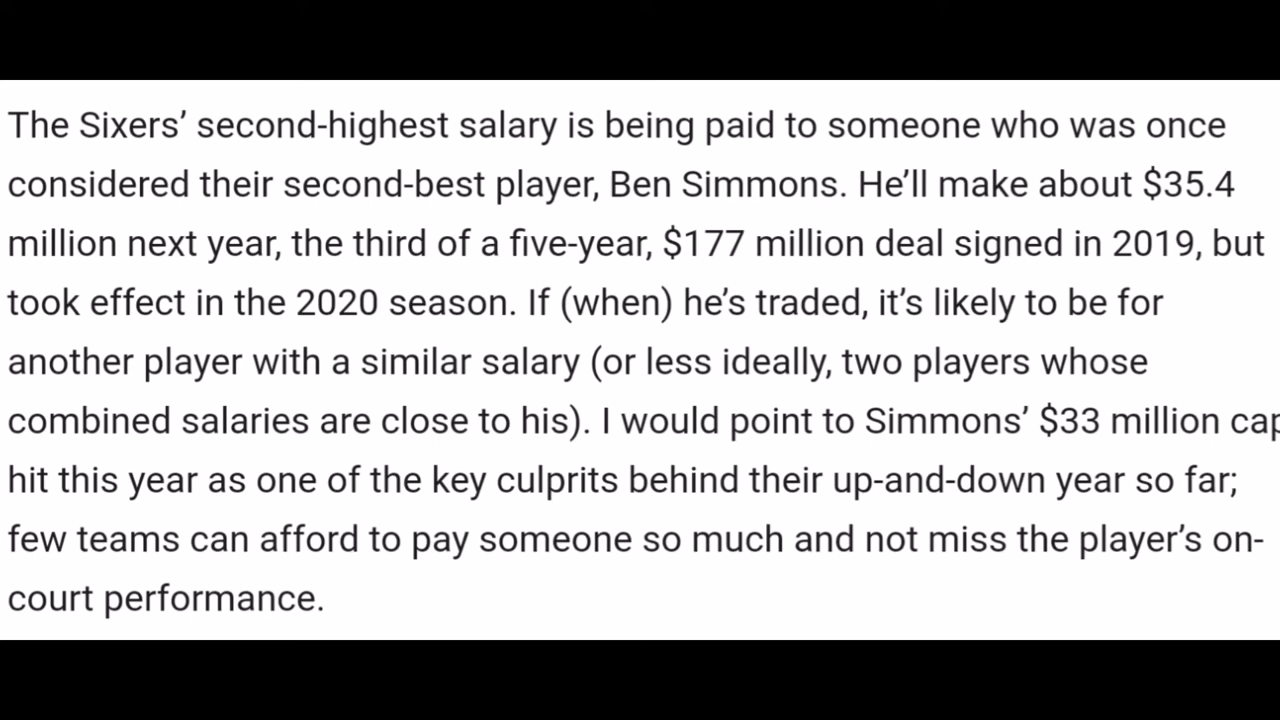 The Sixers’ second-highest salary is being paid to someone who was once
considered their second-best player, Ben Simmons. He’ll make about $35.4
million next year, the third of a five-year, $177 million deal signed in 2019, but
took effect in the 2020 season. If (when) he’s traded, it’s likely to be for
another player with a similar salary (or less ideally, two players whose
combined salaries are close to his). I would point to Simmons’ $33 million cap
hit this year as one of the key culprits behind their up-and-down year so far;
few teams can afford to pay someone so much and not miss the player’s on-
court performance.